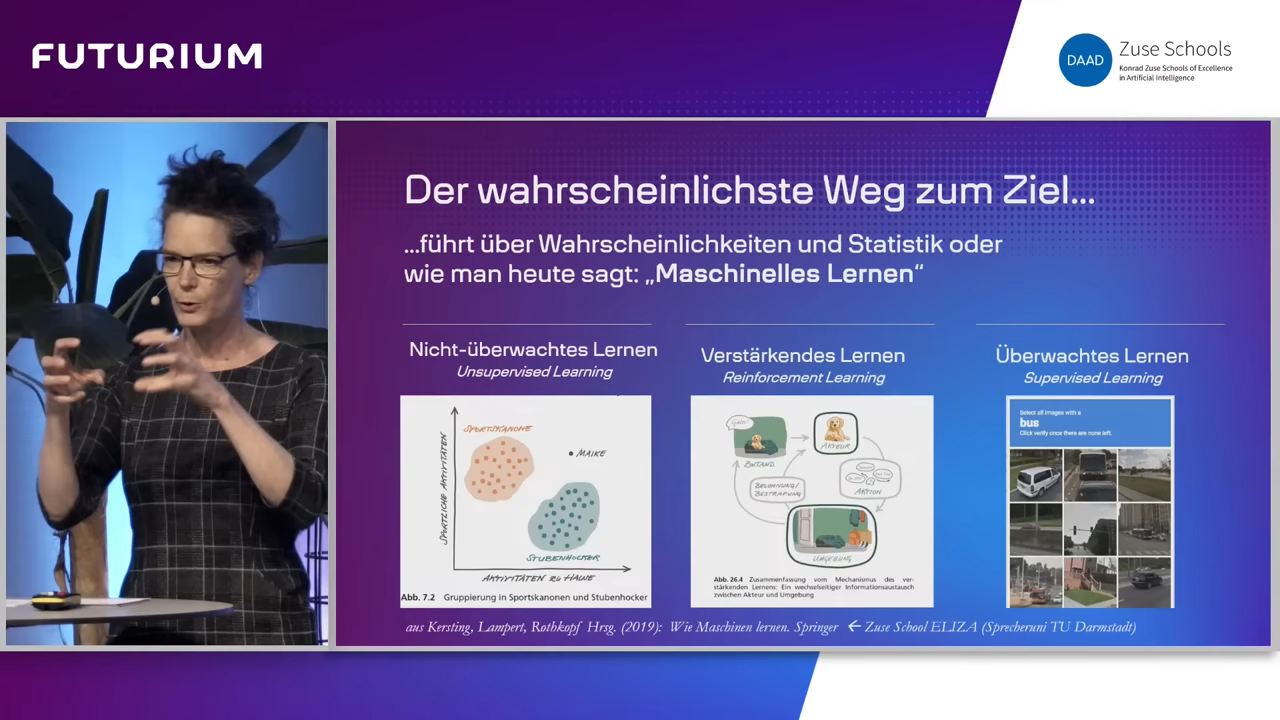 FUTURIUM
DAAD
Zuse Schools
Konrad Zuse Schools of Excellence
in Artificial Intelligence
Der wahrscheinlichste Weg zum Ziel...
...führt über Wahrscheinlichkeiten und Statistik oder
wie man heute sagt: „Maschinelles Lernen“
Nicht-überwachtes Lernen
Unsupervised Learning
SPORTLICHE AKTIVITÄTEN
SPORTSKANONE
MAIKE
STUBENHOCKER
AKTIVITÄTEN ZU HAUSE
Abb. 7.2 Gruppierung in Sportskanonen und Stubenhocker
Verstärkendes Lernen
Reinforcement Learning
ZUSTAND
AKTEUR
BELOHNUNG/
BESTRAFUNG
AKTION
UMGEBUNG
Abb. 26.4 Zusammenfassung vom Mechanismus des ver-
stärkenden Lernens: Ein wechselseitiger Informationsaustausch
zwischen Akteur und Umgebung
Überwachtes Lernen
Supervised Learning
Select all images with a
bus
Click verify once there are none left.
aus Kersting, Lampert, Rothkopf Hrsg. (2019): Wie Maschinen lernen. Springer ← Zuse School ELIZA (Sprecheruni TU Darmstadt)